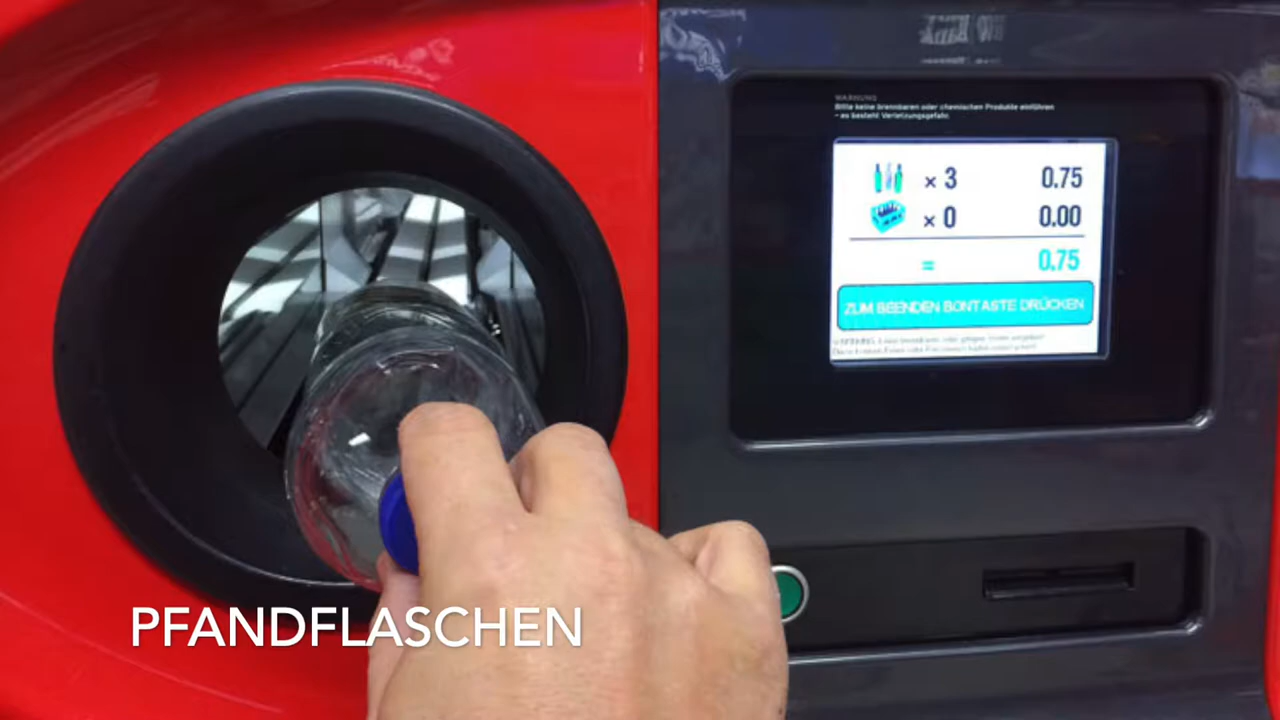 WARNUNG
Bitte keine brennbaren oder chemischen Produkte einführen
- es besteht Verletzungsgefahr.
× 3 0.75
× 0 0.00
= 0.75
ZUM BEENDEN BONTASTE DRÜCKEN
PFANDFLASCHEN